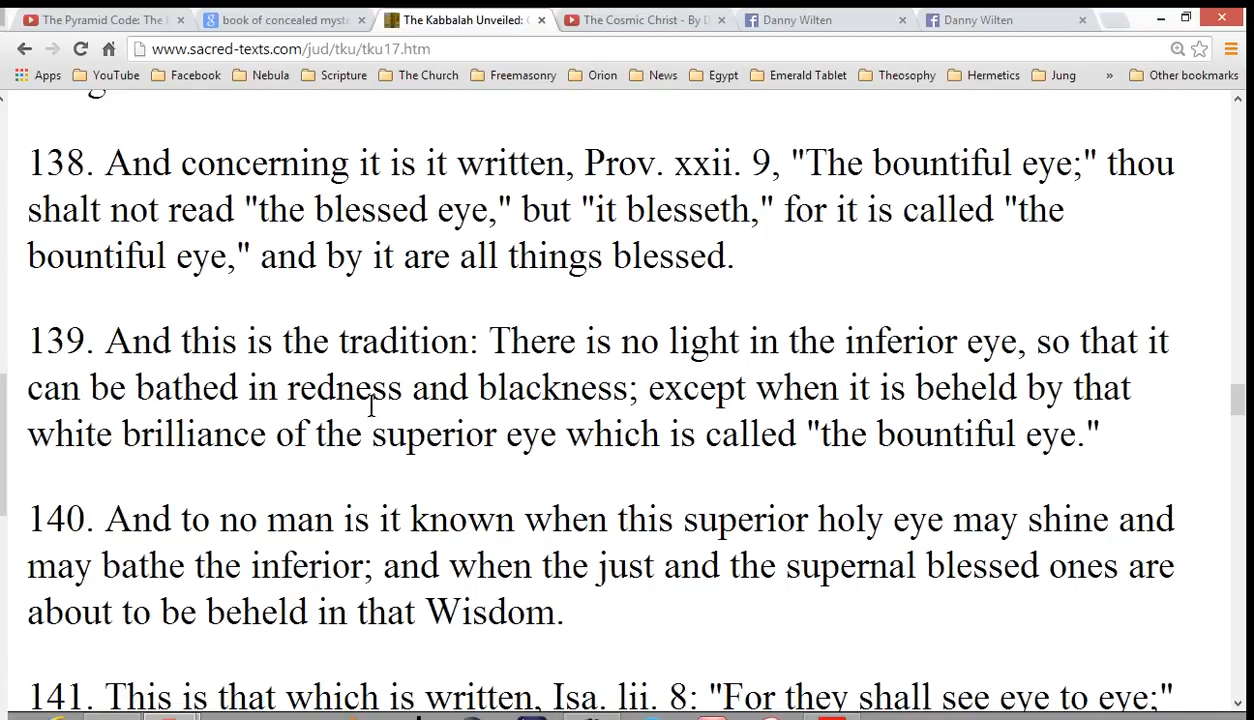 The Pyramid Code: The
book of concealed myste
The Kabbalah Unveiled:
The Cosmic Christ - By D
Danny Wilten
Danny Wilten
www.sacred-texts.com/jud/tku/tku17.htm
Apps YouTube Facebook Nebula Scripture The Church Freemasonry Orion News Egypt Emerald Tablet Theosophy Hermetics Jung » Other bookmarks
138. And concerning it is it written, Prov. xxii. 9, "The bountiful eye;" thou
shalt not read "the blessed eye," but "it blesseth," for it is called "the
bountiful eye," and by it are all things blessed.
139. And this is the tradition: There is no light in the inferior eye, so that it
can be bathed in redness and blackness; except when it is beheld by that
white brilliance of the superior eye which is called "the bountiful eye."
140. And to no man is it known when this superior holy eye may shine and
may bathe the inferior; and when the just and the supernal blessed ones are
about to be beheld in that Wisdom.
141. This is that which is written, Isa. lii. 8: "For they shall see eye to eye;"